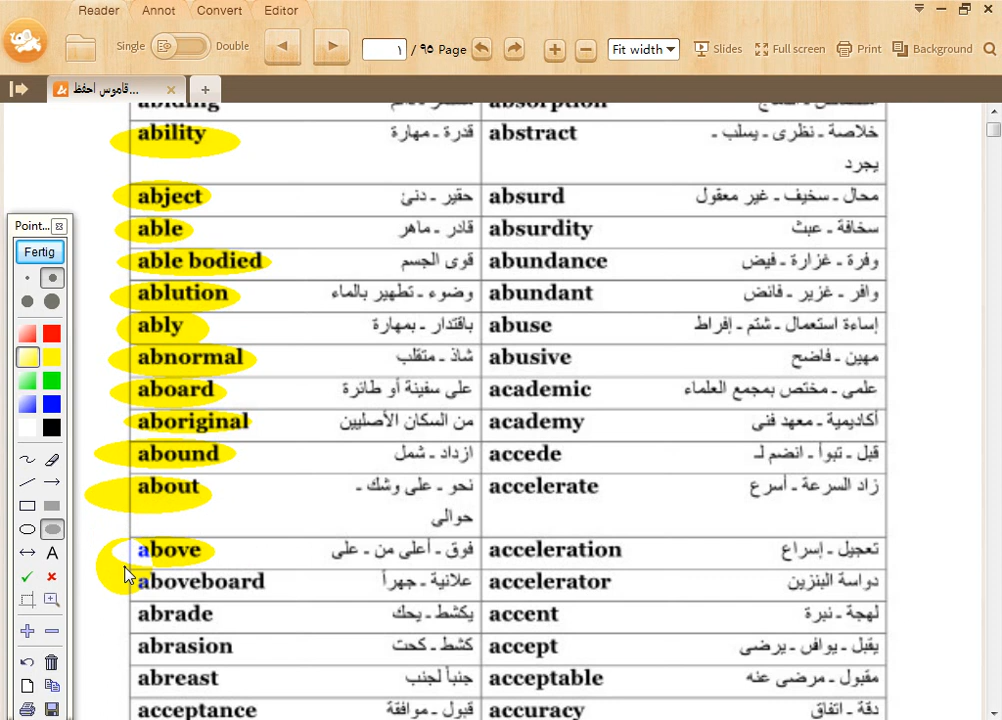 Reader Annot Convert Editor
Single Double ١ / ٩٥ Page Fit width Slides Full screen Print Background
قاموس احفظ...
abiding absorption
ability قدرة ـ مهارة abstract خلاصة ـ نظرى ـ يسلب ـ
يجرد
abject حقير ـ دنئ absurd محال ـ سخيف ـ غير معقول
able قادر ـ ماهر absurdity سخافة ـ عبث
able bodied قوى الجسم abundance وفرة ـ غزارة ـ فيض
ablution وضوء ـ تطهير بالماء abundant وافر ـ غزير ـ فائض
ably باقتدار ـ بمهارة abuse إساءة استعمال ـ شتم ـ إفراط
abnormal شاذ ـ متقلب abusive مهين ـ فاضح
aboard على سفينة أو طائرة academic علمى ـ مختص بمجمع العلماء
aboriginal من السكان الأصليين academy أكاديمية ـ معهد فنى
abound ازداد ـ شمل accede قبل ـ تبوأ ـ انضم لـ
about نحو ـ على وشك ـ accelerate زاد السرعة ـ أسرع
حوالى
above فوق ـ أعلى من ـ على acceleration تعجيل ـ إسراع
aboveboard علانية ـ جهراً accelerator دواسة البنزين
abrade يكشط ـ يحك accent لهجة ـ نبرة
abrasion كشط ـ كحت accept يقبل ـ يوافق ـ يرضى
abreast جنباً لجنب acceptable مقبول ـ مرضى عنه
acceptance قبول ـ موافقة accuracy دقة ـ اتفاق
Point...
Fertig
A